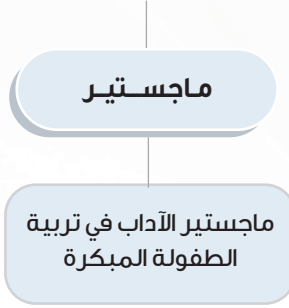 ماجستير
ماجستير الآداب في تربية
الطفولة المبكرة